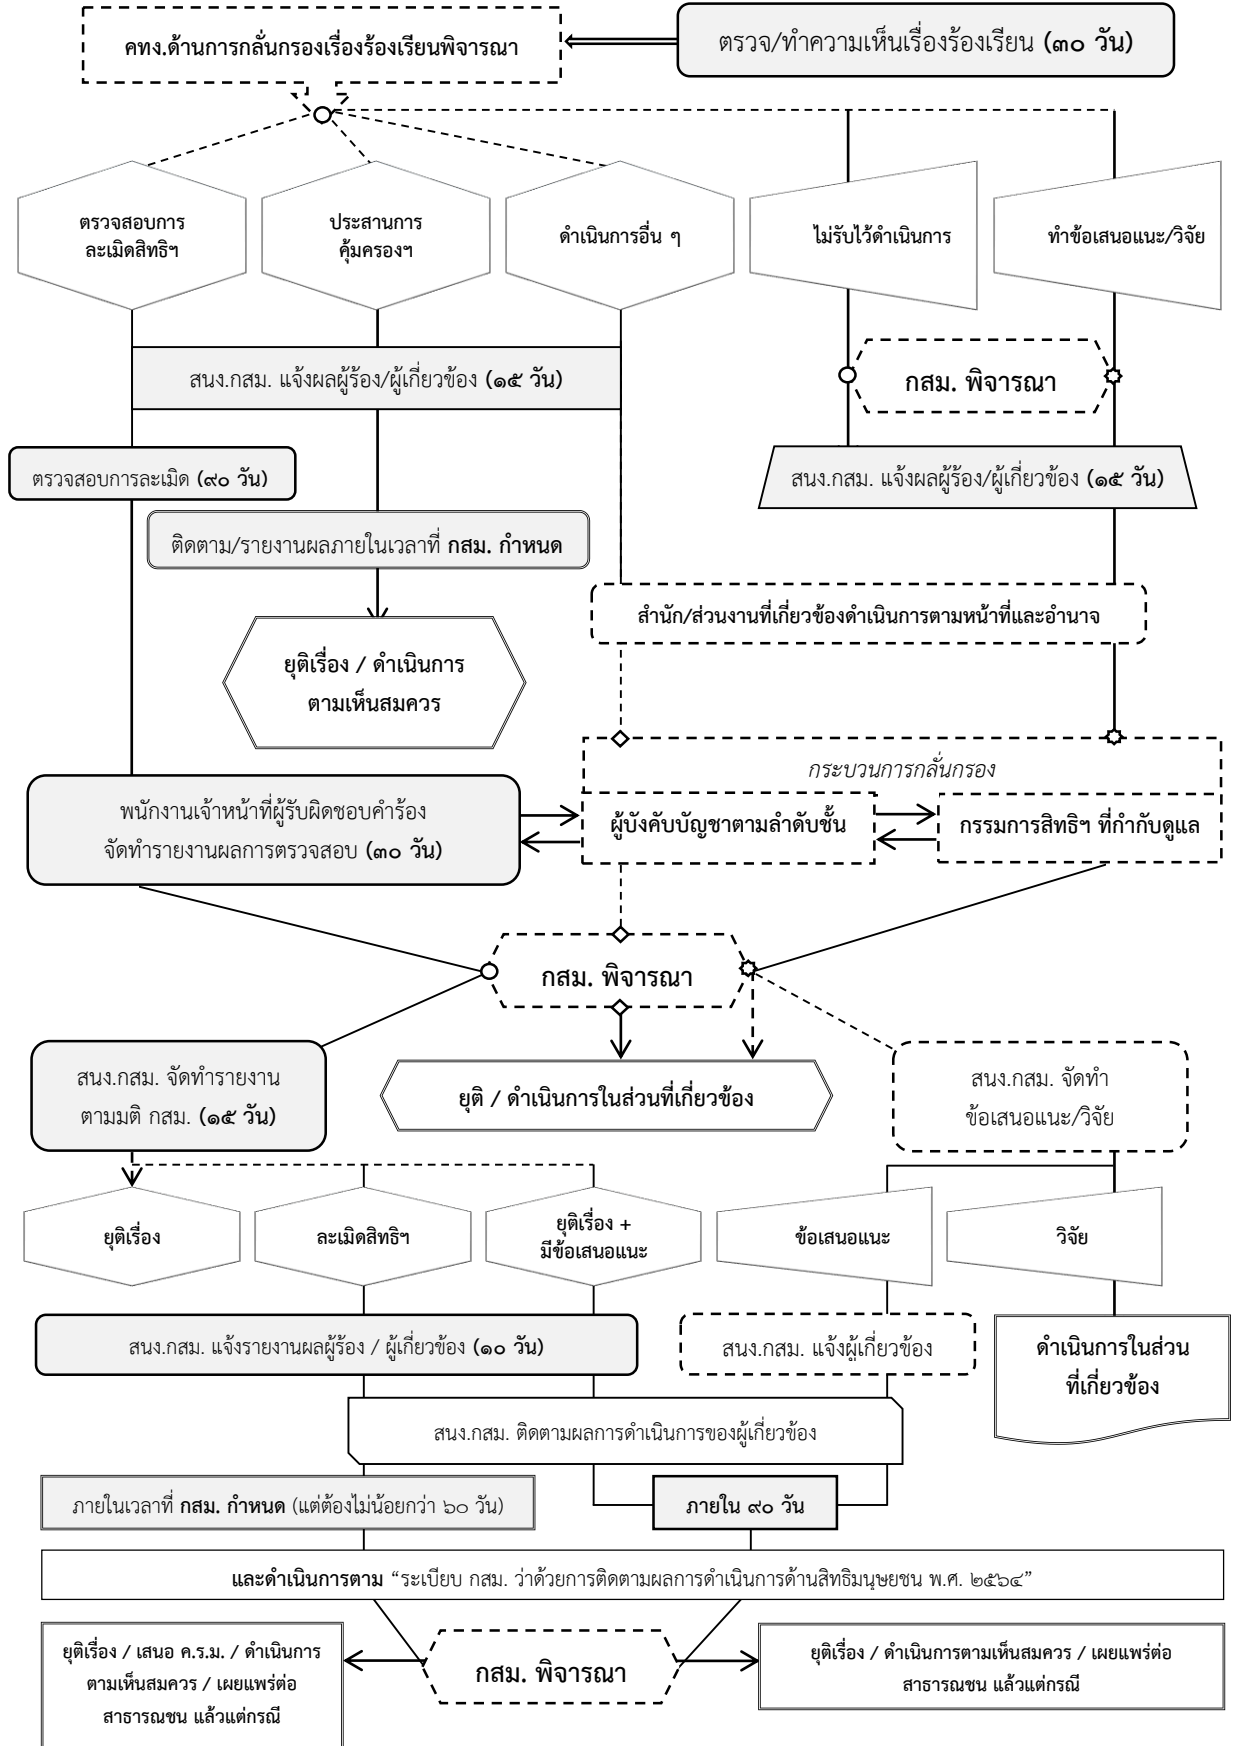 คทง.ด้านการกลั่นกรองเรื่องร้องเรียนพิจารณา
ตรวจ/ทำความเห็นเรื่องร้องเรียน (๓๐ วัน)
ตรวจสอบการ
ละเมิดสิทธิฯ
ประสานการ
คุ้มครองฯ
ดำเนินการอื่น ๆ
ไม่รับไว้ดำเนินการ
ทำข้อเสนอแนะ/วิจัย
สนง.กสม. แจ้งผลผู้ร้อง/ผู้เกี่ยวข้อง (๑๕ วัน)
กสม. พิจารณา
ตรวจสอบการละเมิด (๙๐ วัน)
สนง.กสม. แจ้งผลผู้ร้อง/ผู้เกี่ยวข้อง (๑๕ วัน)
ติดตาม/รายงานผลภายในเวลาที่ กสม. กำหนด
สำนัก/ส่วนงานที่เกี่ยวข้องดำเนินการตามหน้าที่และอำนาจ
ยุติเรื่อง / ดำเนินการ
ตามเห็นสมควร
กระบวนการกลั่นกรอง
พนักงานเจ้าหน้าที่ผู้รับผิดชอบคำร้อง
จัดทำรายงานผลการตรวจสอบ (๓๐ วัน)
ผู้บังคับบัญชาตามลำดับชั้น
กรรมการสิทธิฯ ที่กำกับดูแล
กสม. พิจารณา
สนง.กสม. จัดทำรายงาน
ตามมติ กสม. (๑๕ วัน)
ยุติ / ดำเนินการในส่วนที่เกี่ยวข้อง
สนง.กสม. จัดทำ
ข้อเสนอแนะ/วิจัย
ยุติเรื่อง
ละเมิดสิทธิฯ
ยุติเรื่อง +
มีข้อเสนอแนะ
ข้อเสนอแนะ
วิจัย
สนง.กสม. แจ้งรายงานผลผู้ร้อง / ผู้เกี่ยวข้อง (๑๐ วัน)
สนง.กสม. แจ้งผู้เกี่ยวข้อง
ดำเนินการในส่วน
ที่เกี่ยวข้อง
สนง.กสม. ติดตามผลการดำเนินการของผู้เกี่ยวข้อง
ภายในเวลาที่ กสม. กำหนด (แต่ต้องไม่น้อยกว่า ๖๐ วัน)
ภายใน ๙๐ วัน
และดำเนินการตาม “ระเบียบ กสม. ว่าด้วยการติดตามผลการดำเนินการด้านสิทธิมนุษยชน พ.ศ. ๒๕๖๔”
ยุติเรื่อง / เสนอ ค.ร.ม. / ดำเนินการ
ตามเห็นสมควร / เผยแพร่ต่อ
สาธารณชน แล้วแต่กรณี
กสม. พิจารณา
ยุติเรื่อง / ดำเนินการตามเห็นสมควร / เผยแพร่ต่อ
สาธารณชน แล้วแต่กรณี